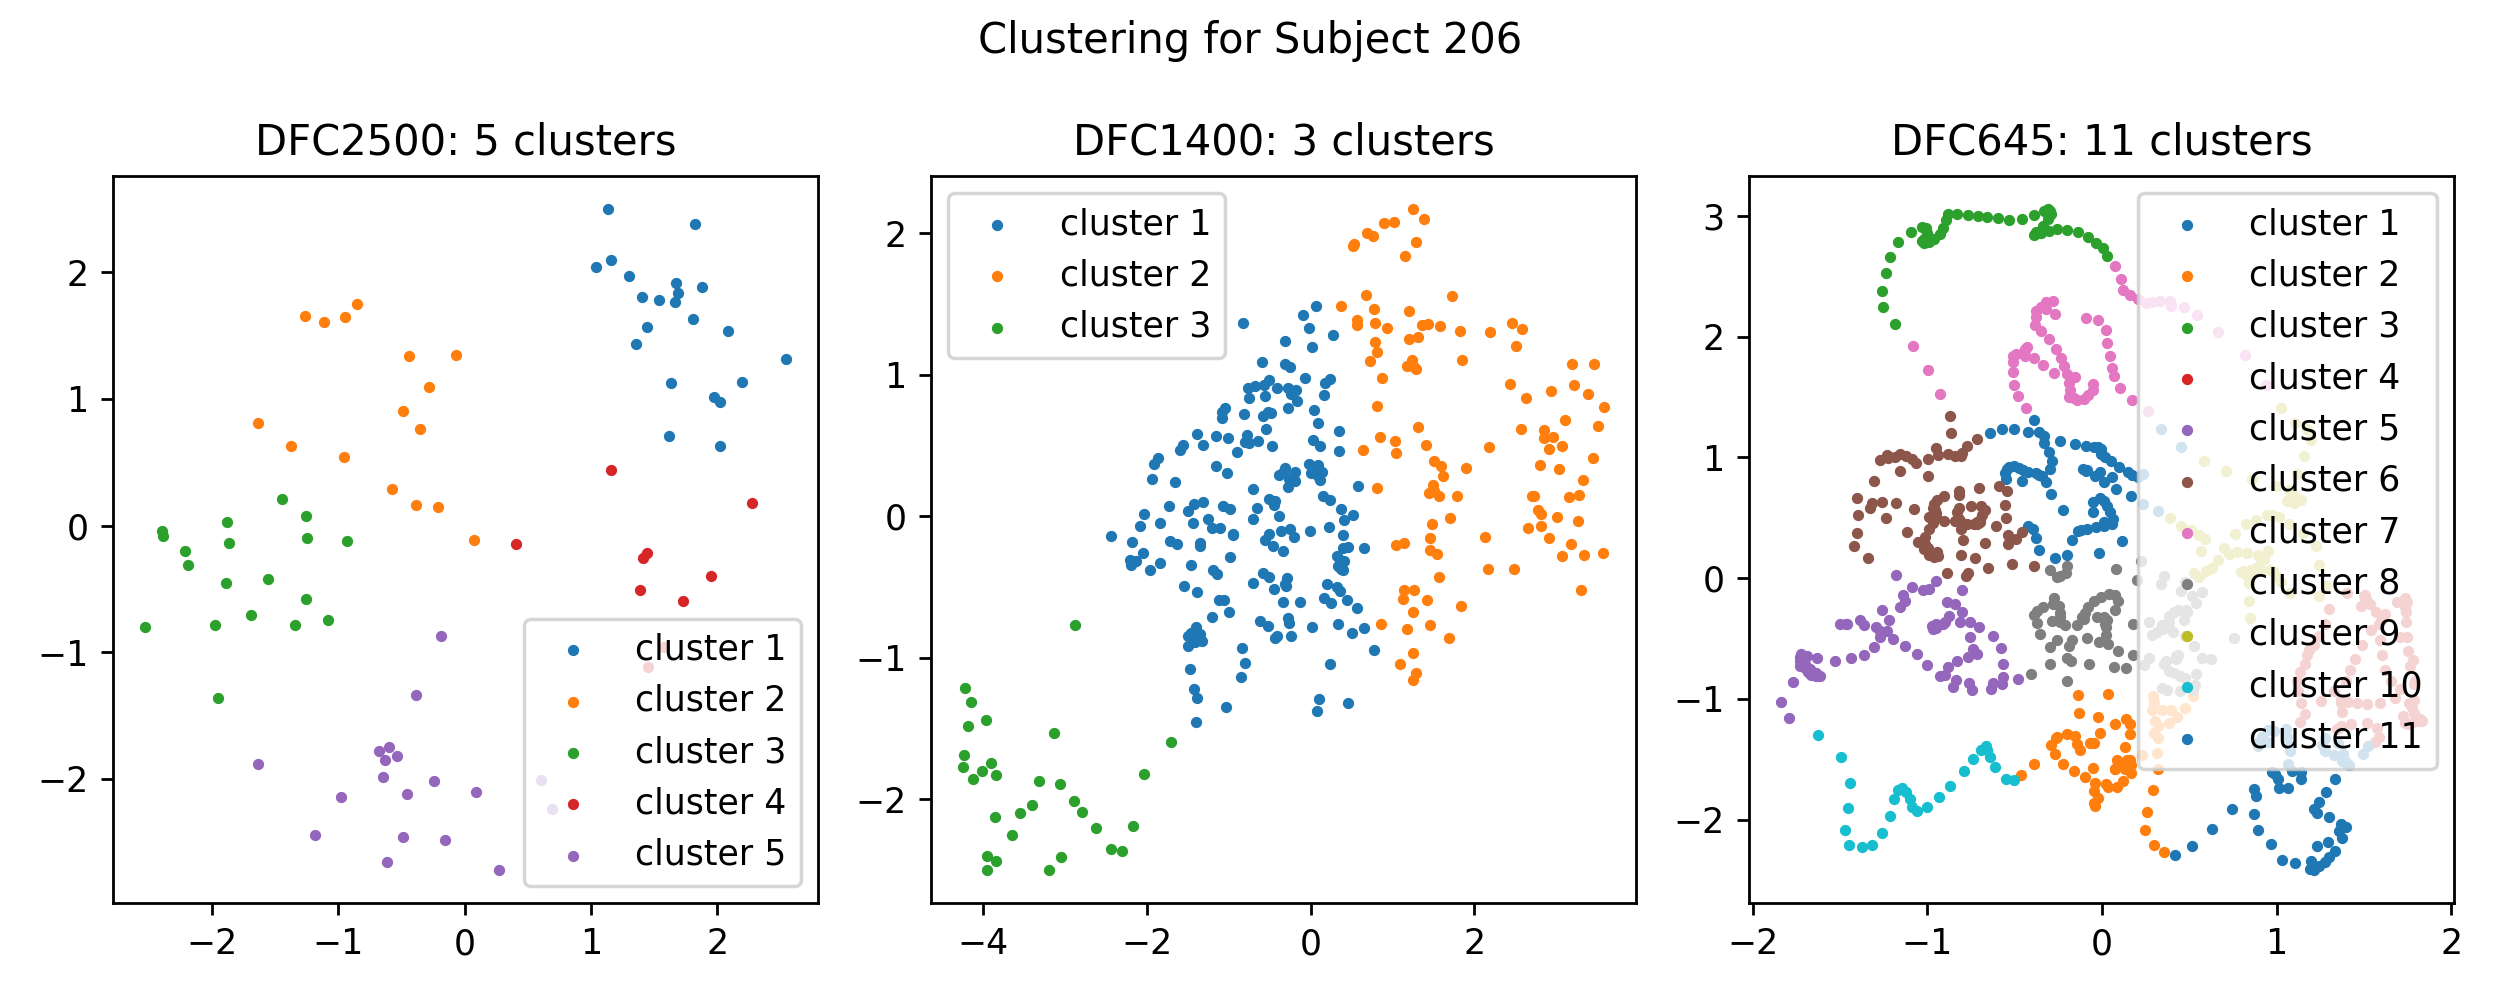 Clustering for Subject 206
DFC2500: 5 clusters
2
1
0
−1
−2
−2
−1
0
1
2
cluster 1
cluster 2
cluster 3
cluster 4
cluster 5
DFC1400: 3 clusters
2
1
0
−1
−2
−4
−2
0
2
cluster 1
cluster 2
cluster 3
DFC645: 11 clusters
3
2
1
0
−1
−2
−2
−1
0
1
2
cluster 1
cluster 2
cluster 3
cluster 4
cluster 5
cluster 6
cluster 7
cluster 8
cluster 9
cluster 10
cluster 11